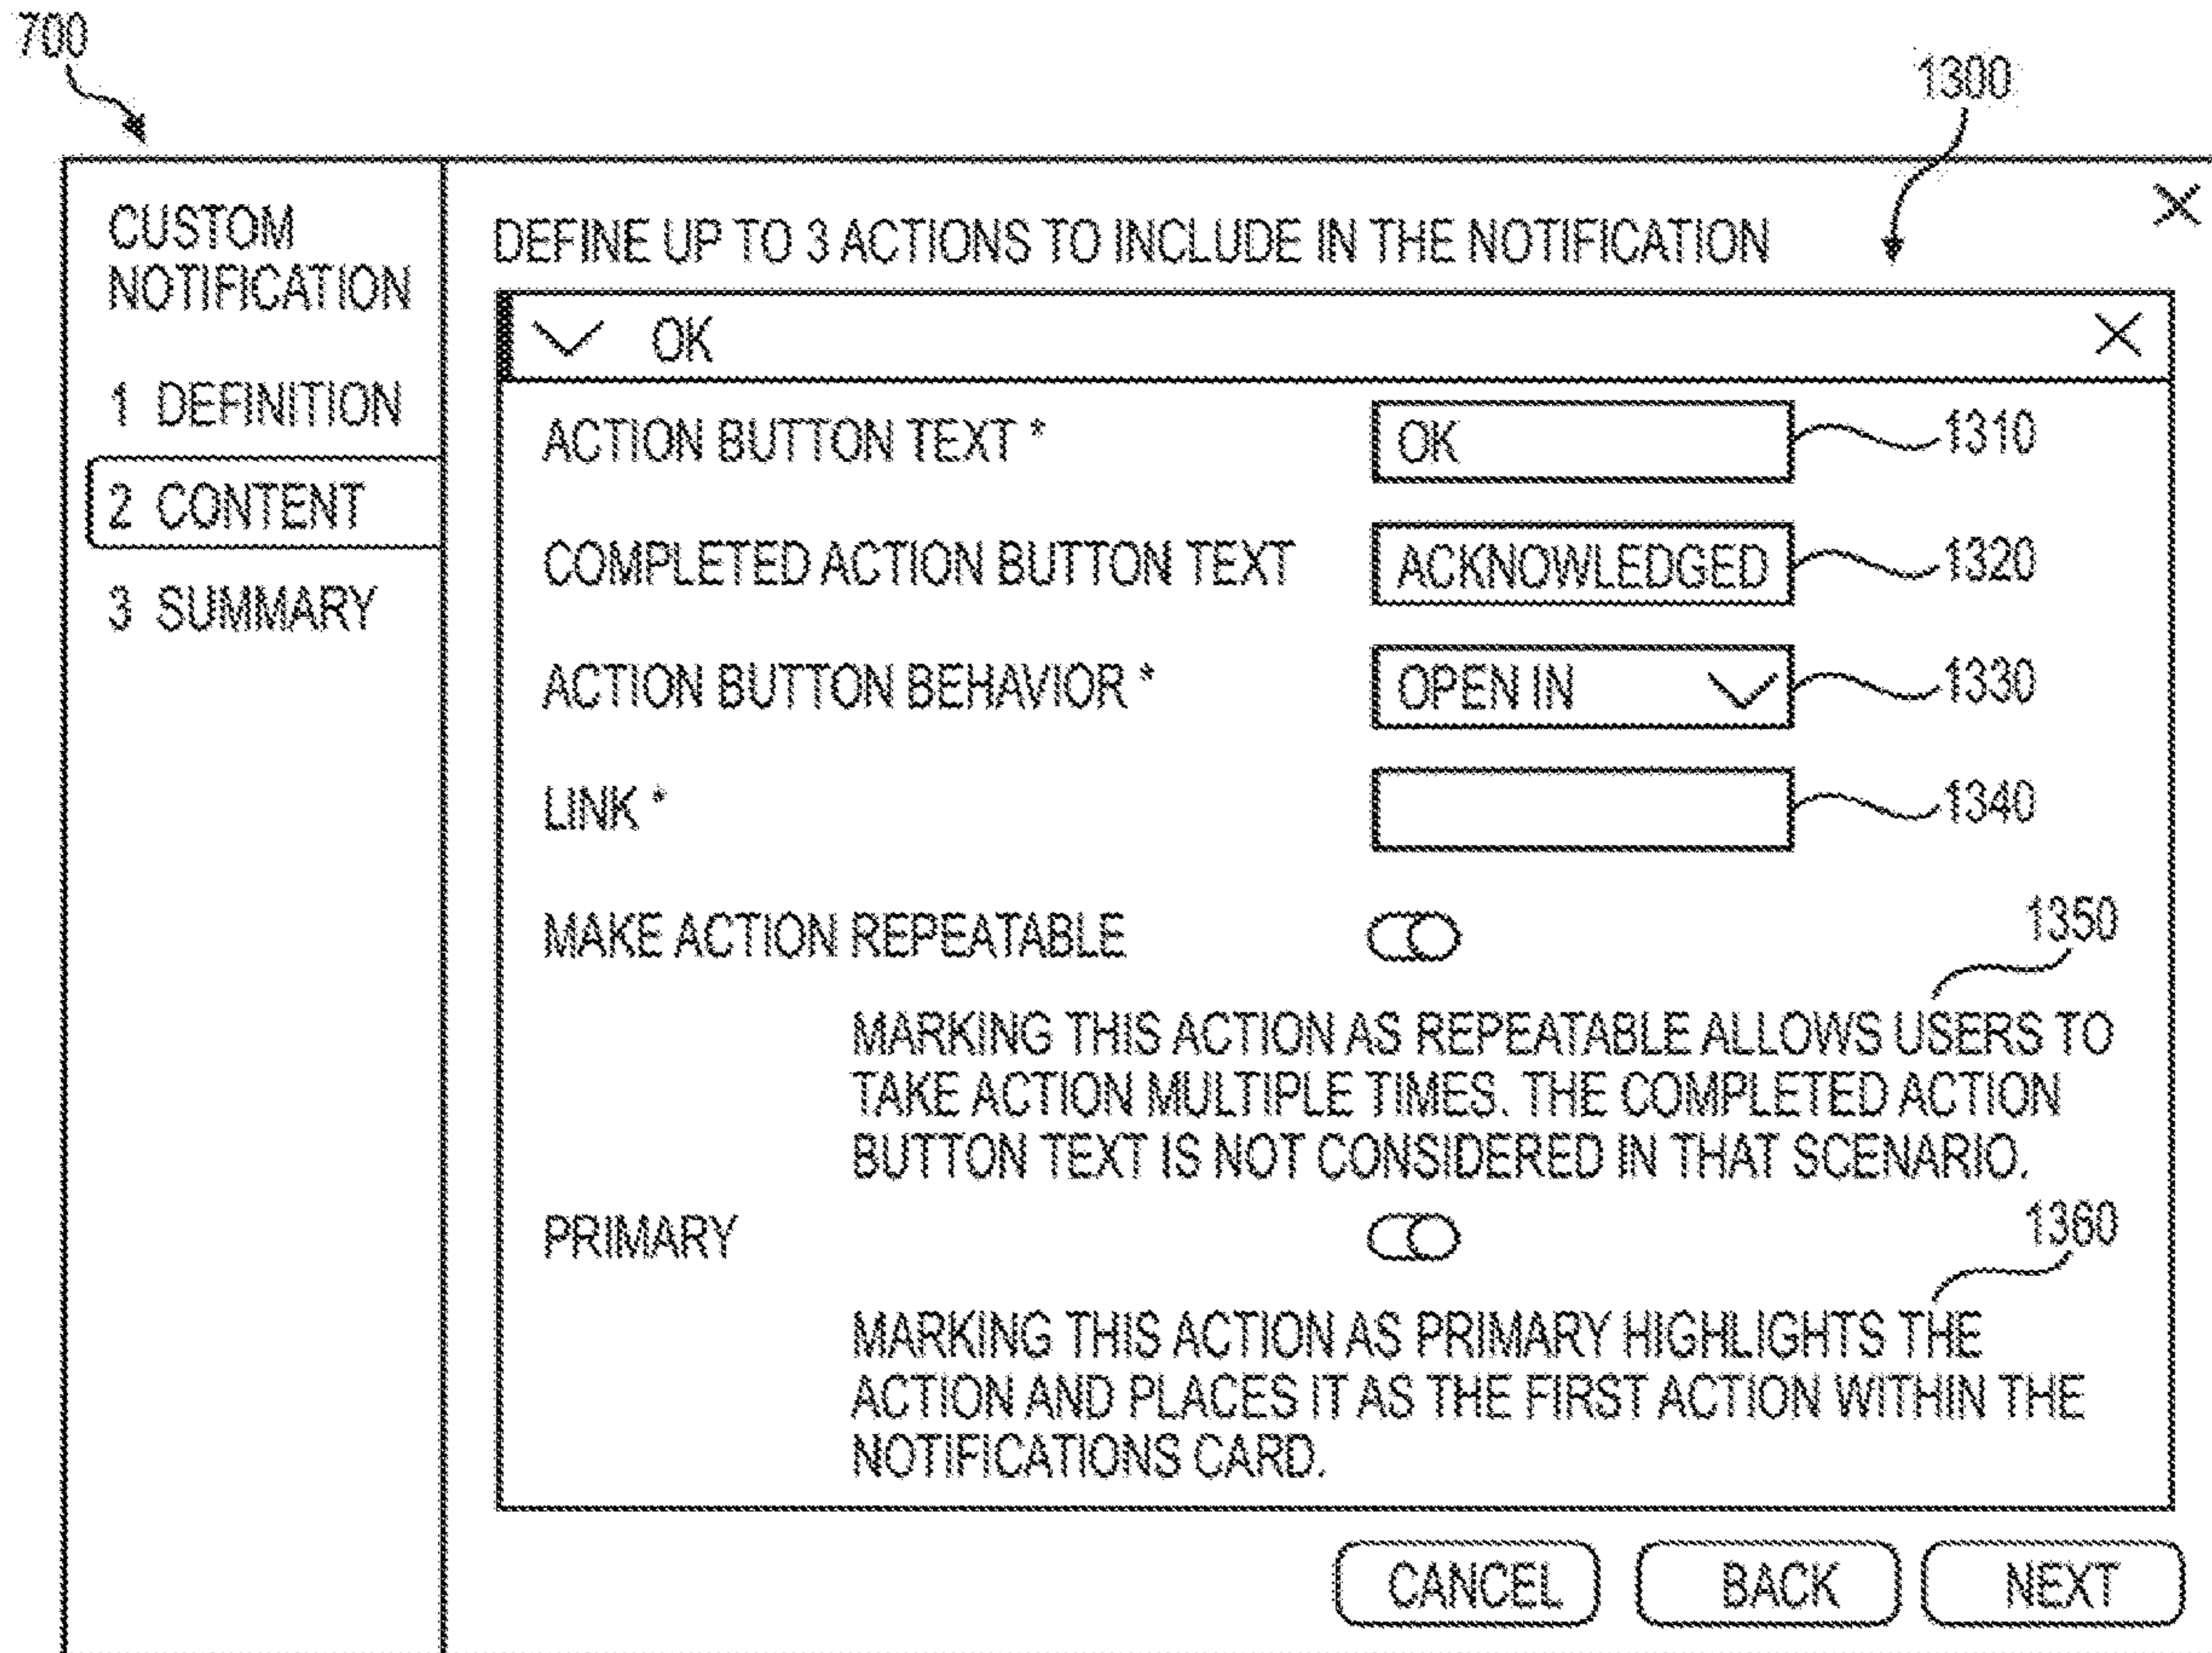 700
1300
CUSTOM
NOTIFICATION
1 DEFINITION
2 CONTENT
3 SUMMARY
DEFINE UP TO 3 ACTIONS TO INCLUDE IN THE NOTIFICATION
OK
ACTION BUTTON TEXT * OK 1310
COMPLETED ACTION BUTTON TEXT ACKNOWLEDGED 1320
ACTION BUTTON BEHAVIOR * OPEN IN 1330
LINK * 1340
MAKE ACTION REPEATABLE 1350
MARKING THIS ACTION AS REPEATABLE ALLOWS USERS TO
TAKE ACTION MULTIPLE TIMES. THE COMPLETED ACTION
BUTTON TEXT IS NOT CONSIDERED IN THAT SCENARIO.
PRIMARY 1360
MARKING THIS ACTION AS PRIMARY HIGHLIGHTS THE
ACTION AND PLACES IT AS THE FIRST ACTION WITHIN THE
NOTIFICATIONS CARD.
CANCEL BACK NEXT